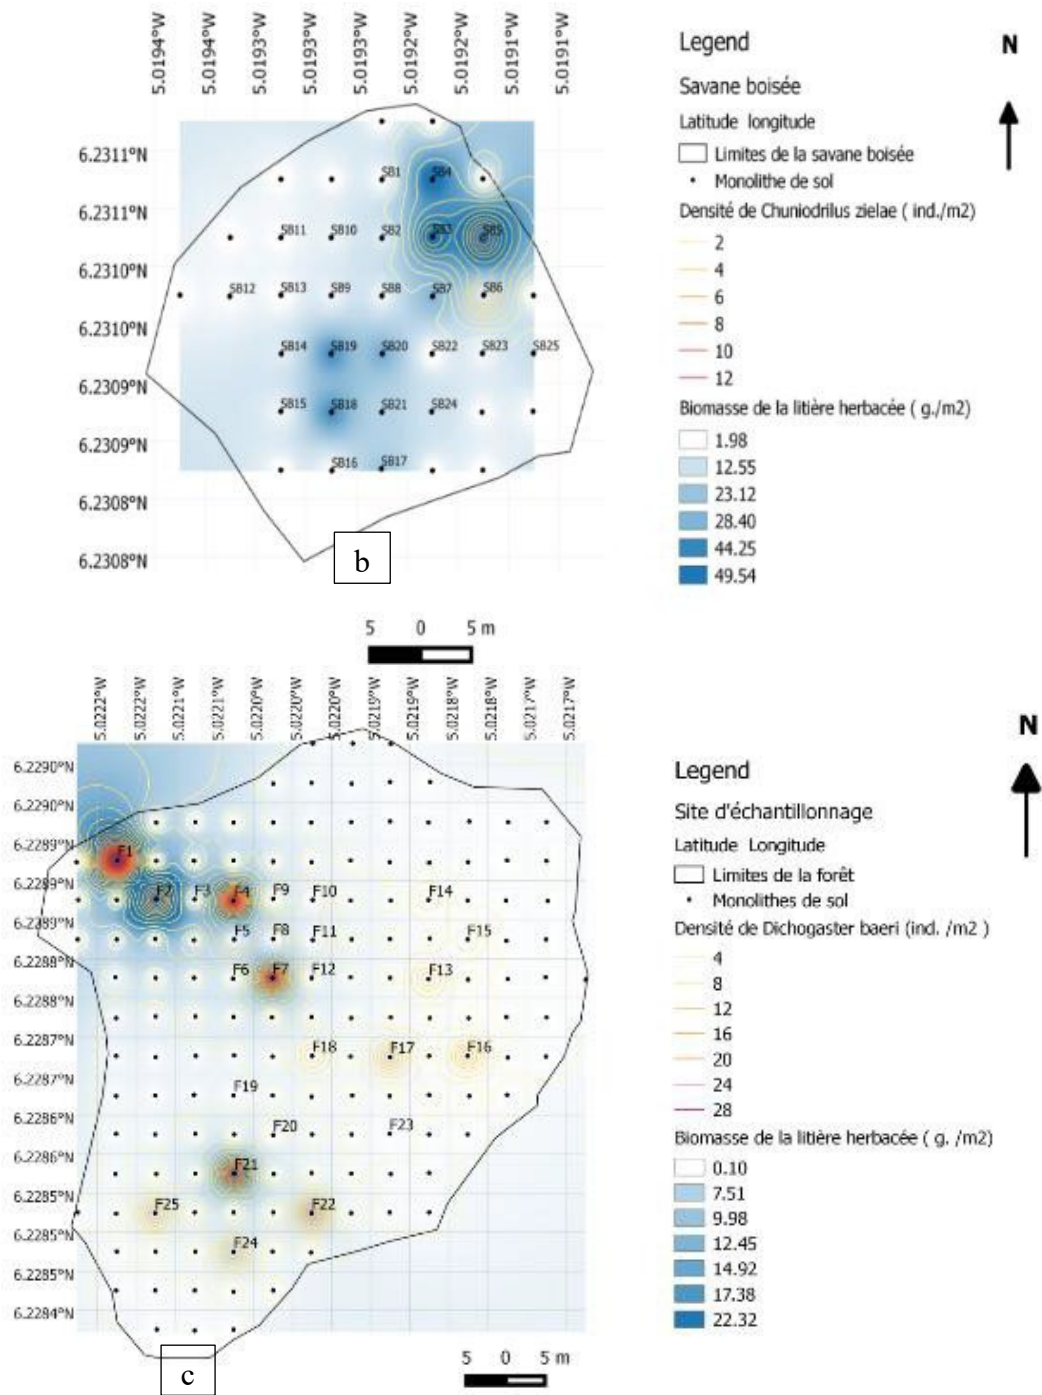 5.0194°W 5.0194°W 5.0193°W 5.0193°W 5.0192°W 5.0192°W 5.0191°W 5.0191°W
6.2311°N
6.2311°N
6.2310°N
6.2310°N
6.2309°N
6.2309°N
6.2308°N
6.2308°N
SB1 SB4
SB11 SB10 SB2 SB3 SB5
SB12 SB13 SB9 SB8 SB7 SB6
SB14 SB19 SB20 SB22 SB23 SB25
SB15 SB18 SB21 SB24
SB16 SB17
b
5 0 5 m
Legend
N
Savane boisée
Latitude longitude
Limites de la savane boisée
Monolithe de sol
Densité de Chuniodrilus zielae ( ind./m2)
2
4
6
8
10
12
Biomasse de la litière herbacée ( g./m2)
1.98
12.55
23.12
28.40
44.25
49.54
5.0222°W 5.0222°W 5.0221°W 5.0221°W 5.0220°W 5.0220°W 5.0220°W 5.0219°W 5.0219°W 5.0218°W 5.0218°W 5.0217°W 5.0217°W
6.2290°N
6.2290°N
6.2289°N
6.2289°N
6.2289°N
6.2288°N
6.2288°N
6.2287°N
6.2287°N
6.2286°N
6.2286°N
6.2285°N
6.2285°N
6.2285°N
6.2284°N
F1
F2 F3 F4 F9 F10 F14
F5 F8 F11 F15
F6 F7 F12 F13
F18 F17 F16
F19
F20 F23
F21
F25 F22
F24
c
5 0 5 m
N
Legend
Site d'échantillonnage
Latitude Longitude
Limites de la forêt
Monolithes de sol
Densité de Dichogaster baeri (ind. /m2 )
4
8
12
16
20
24
28
Biomasse de la litière herbacée ( g. /m2)
0.10
7.51
9.98
12.45
14.92
17.38
22.32